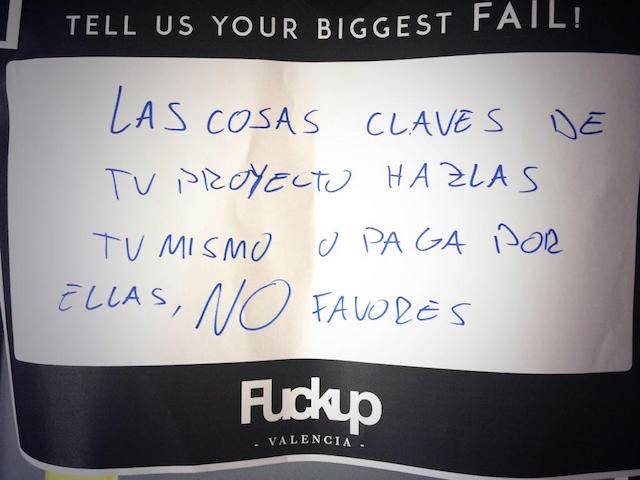 TELL US YOUR BIGGEST FAIL!
LAS COSAS CLAVES DE
TU PROYECTO HAZLAS
TU MISMO O PAGA POR
ELLAS, NO FAVORES
Fuckup
- VALENCIA -